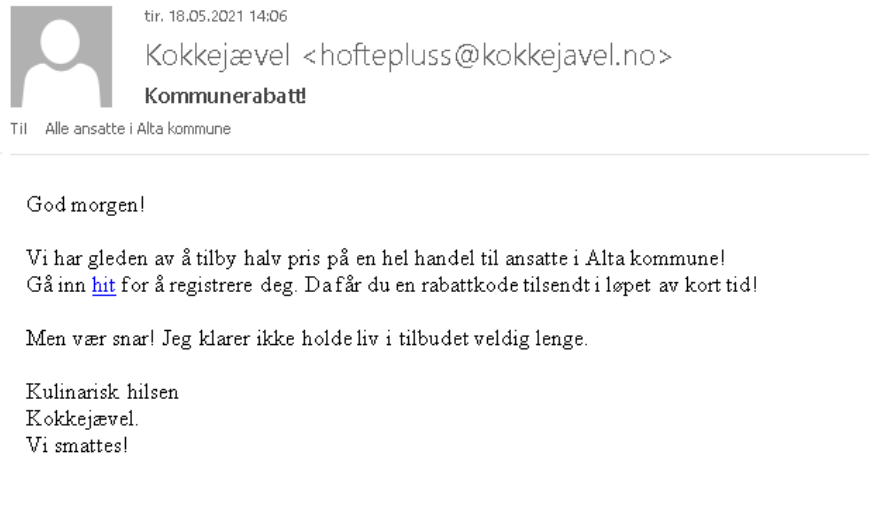 tir. 18.05.2021 14:06
Kokkejævel <hoftepluss@kokkejavel.no>
Kommunerabatt!
Til Alle ansatte i Alta kommune
God morgen!
Vi har gleden av å tilby halv pris på en hel handel til ansatte i Alta kommune!
Gå inn hit for å registrere deg. Da får du en rabattkode tilsendt i løpet av kort tid!
Men vær snar! Jeg klarer ikke holde liv i tilbudet veldig lenge.
Kulinarisk hilsen
Kokkejævel.
Vi smattes!